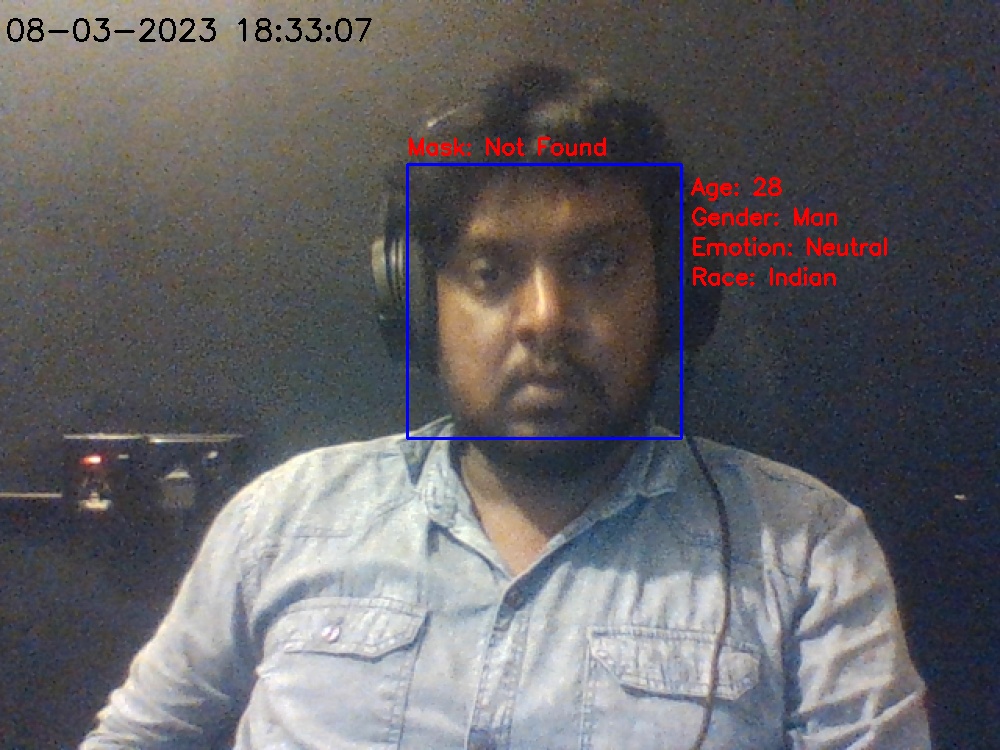 08-03-2023 18:33:07
Mask: Not Found
Age: 28
Gender: Man
Emotion: Neutral
Race: Indian